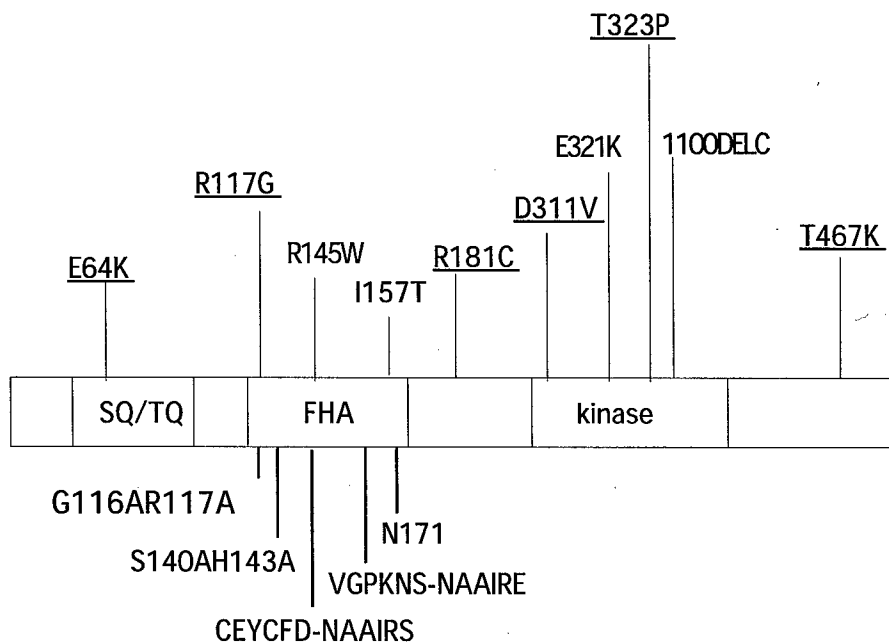 T323P
E321K
1100DELC
R117G
D311V
T467K
R145W
R181C
E64K
I157T
SQ/TQ
FHA
kinase
G116AR117A
N171
S140AH143A
VGPKNS-NAAIRE
CEYCFD-NAAIRS